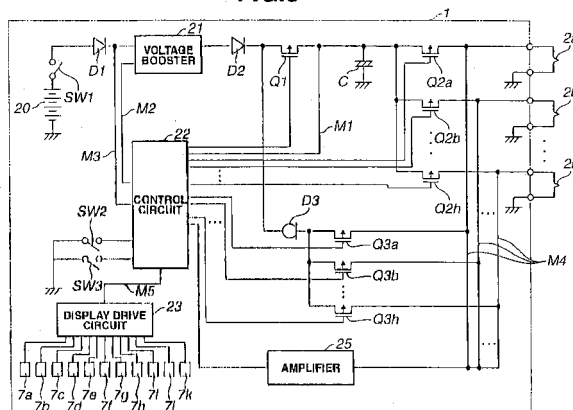 1
21
VOLTAGE BOOSTER
D1
D2
Q1
Q2a
2a
SW1
20
M2
C
M1
M3
22
Q2b
2b
CONTROL CIRCUIT
Q2h
D3
SW2
SW3
Q3a
M5
Q3b
M4
DISPLAY DRIVE CIRCUIT
23
Q3h
25
AMPLIFIER
7a
7b
7c
7d
7e
7f
7g
7h
7i
7k